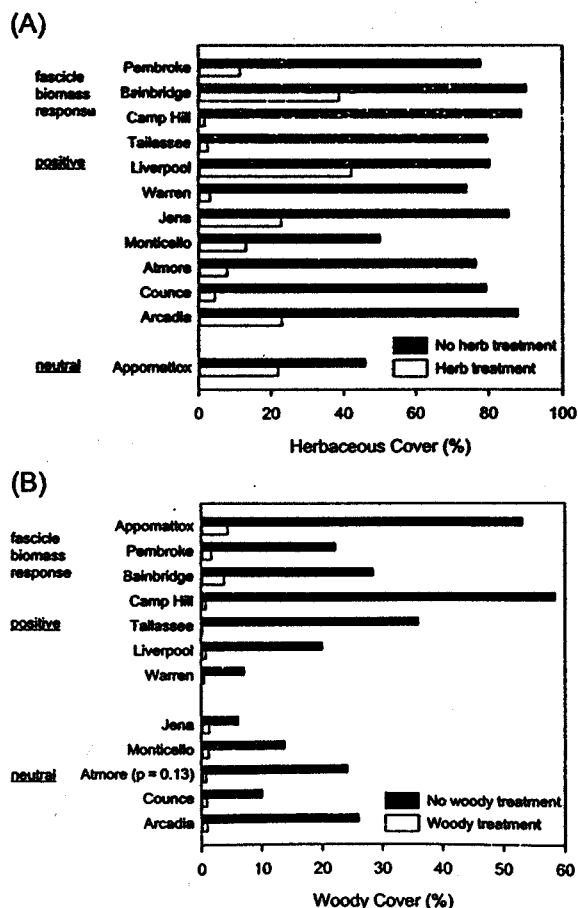 (A)
fascicle
biomass
response
positive
neutral
Pembroke
Bainbridge
Camp Hill
Tallassee
Liverpool
Warren
Jena
Monticello
Atmore
Counce
Arcadia
Appomattox
No herb treatment
Herb treatment
0 20 40 60 80 100
Herbaceous Cover (%)
(B)
fascicle
biomass
response
positive
neutral
Appomattox
Pembroke
Bainbridge
Camp Hill
Tallassee
Liverpool
Warren
Jena
Monticello
Atmore (p = 0.13)
Counce
Arcadia
No woody treatment
Woody treatment
0 10 20 30 40 50 60
Woody Cover (%)